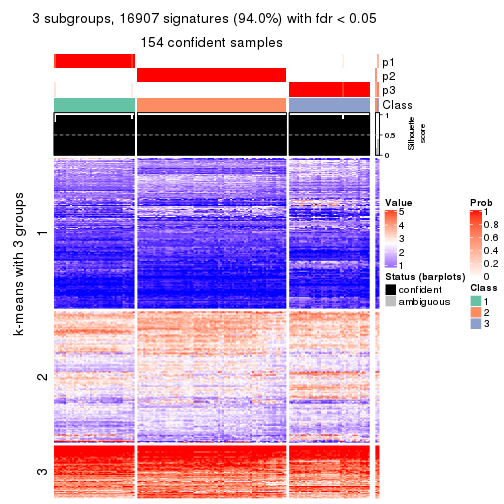 3 subgroups, 16907 signatures (94.0%) with fdr < 0.05
154 confident samples
p1
p2
p3
Class
1
0.5
0
Silhouette
score
k-means with 3 groups
1
2
3
Value
5
4
3
2
1
Status (barplots)
confident
ambiguous
Prob
1
0.8
0.6
0.4
0.2
0
Class
1
2
3